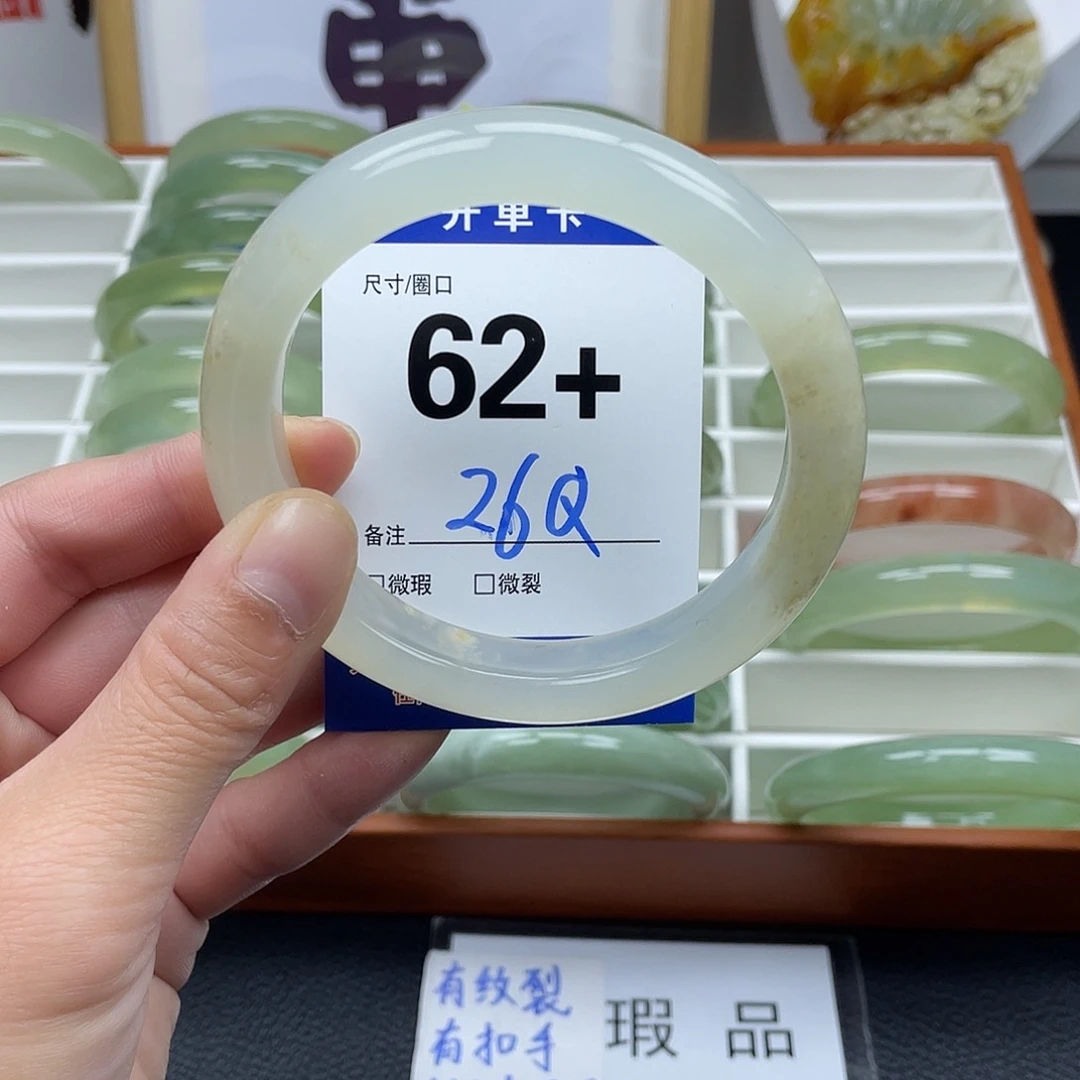 开单卡
尺寸/圈口
62+
备注 26Q
□微瑕 □微裂
有纹裂
有扣手
瑕品